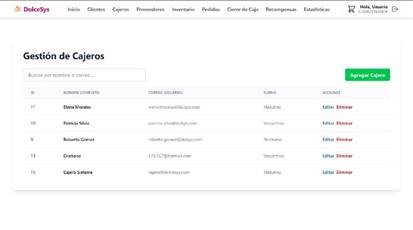 DulceSys
Inicio Clientes Cajeros Proveedores Inventario Pedidos Cierre de Caja Recompensas Estadísticas
Hola, Usuario
Gestión de Cajeros
Buscar por nombre o correo...
Agregar Cajero
ID NOMBRE COMPLETO CORREO (USUARIO) TURNO ACCIONES
11 Elena Morales Matutino Editar Eliminar
10 Patricia Silva Vespertino Editar Eliminar
9 Roberto Nocturno Editar Eliminar
13 Cristiano Vespertino Editar Eliminar
15 Cajero Sistema Matutino Editar Eliminar